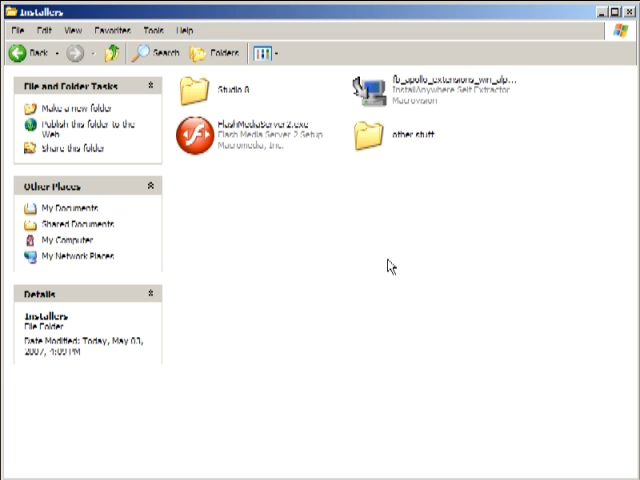 Installers
File Edit View Favorites Tools Help
Back Search Folders
File and Folder Tasks
Make a new folder
Publish this folder to the
Web
Share this folder
Other Places
My Documents
Shared Documents
My Computer
My Network Places
Details
Installers
File Folder
Date Modified: Today, May 03,
2007, 4:09 PM
Studio 8
fb_apollo_extensions_win_alp...
InstallAnywhere Self Extractor
Macrovision
FlashMediaServer2.exe
Flash Media Server 2 Setup
Macromedia, Inc.
other stuff